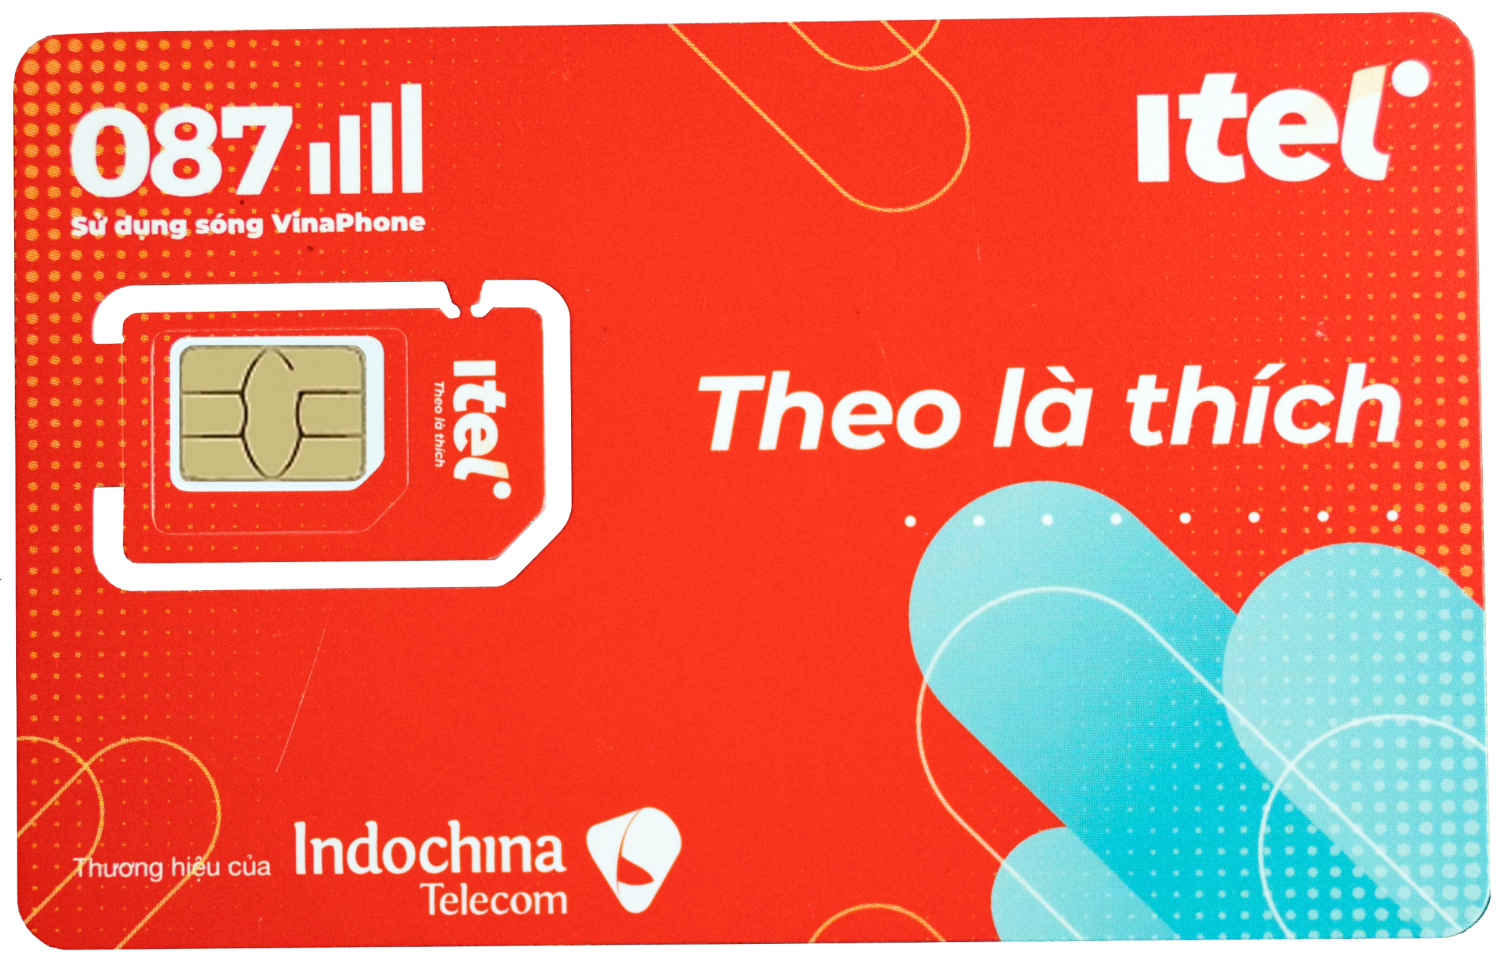 087
Sử dụng sóng VinaPhone
itel
itel
Theo là thích
Theo là thích
Thương hiệu của
Indochina
Telecom